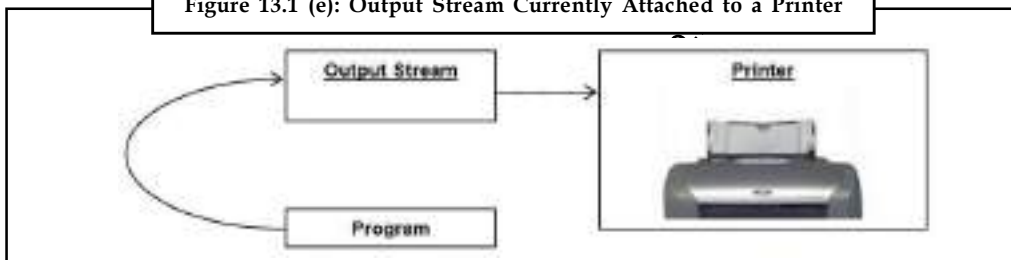 Figure 13.1 (e): Output Stream Currently Attached to a Printer
Output Stream
Printer
Program